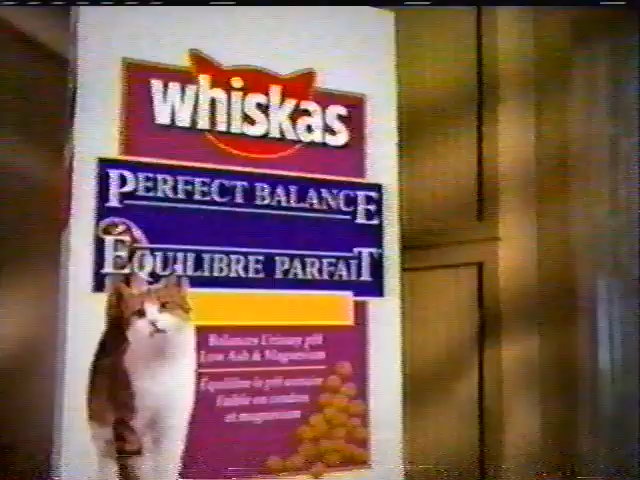 whiskas
PERFECT BALANCE
EQUILIBRE PARFAIT
Balances Urinary pH
Low Ash & Magnesium
Équilibre le pH urinaire
Faible en cendres
et magnésium